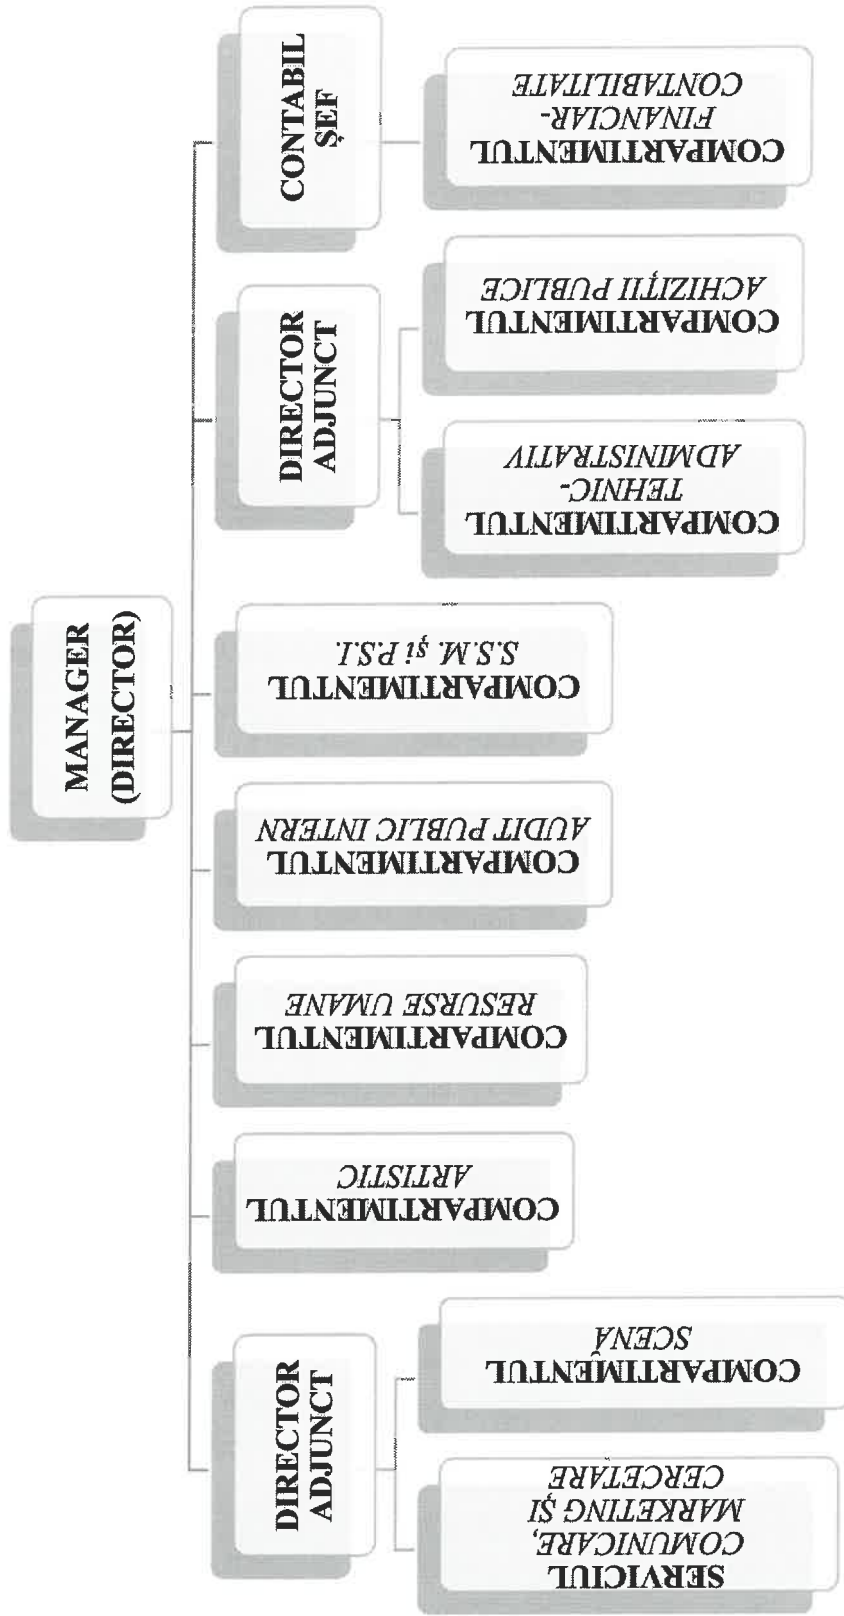 MANAGER
(DIRECTOR)
DIRECTOR
ADJUNCT
SERVICIUL
COMUNICARE,
MARKETING ȘI
CERCETARE
COMPARTIMENTUL
SCENĂ
COMPARTIMENTUL
ARTISTIC
COMPARTIMENTUL
RESURSE UMANE
COMPARTIMENTUL
AUDIT PUBLIC INTERN
COMPARTIMENTUL
S.S.M. și P.S.I.
DIRECTOR
ADJUNCT
COMPARTIMENTUL
TEHNIC-
ADMINISTRATIV
COMPARTIMENTUL
ACHIZIȚII PUBLICE
CONTABIL
ȘEF
COMPARTIMENTUL
FINANCIAR-
CONTABILITATE